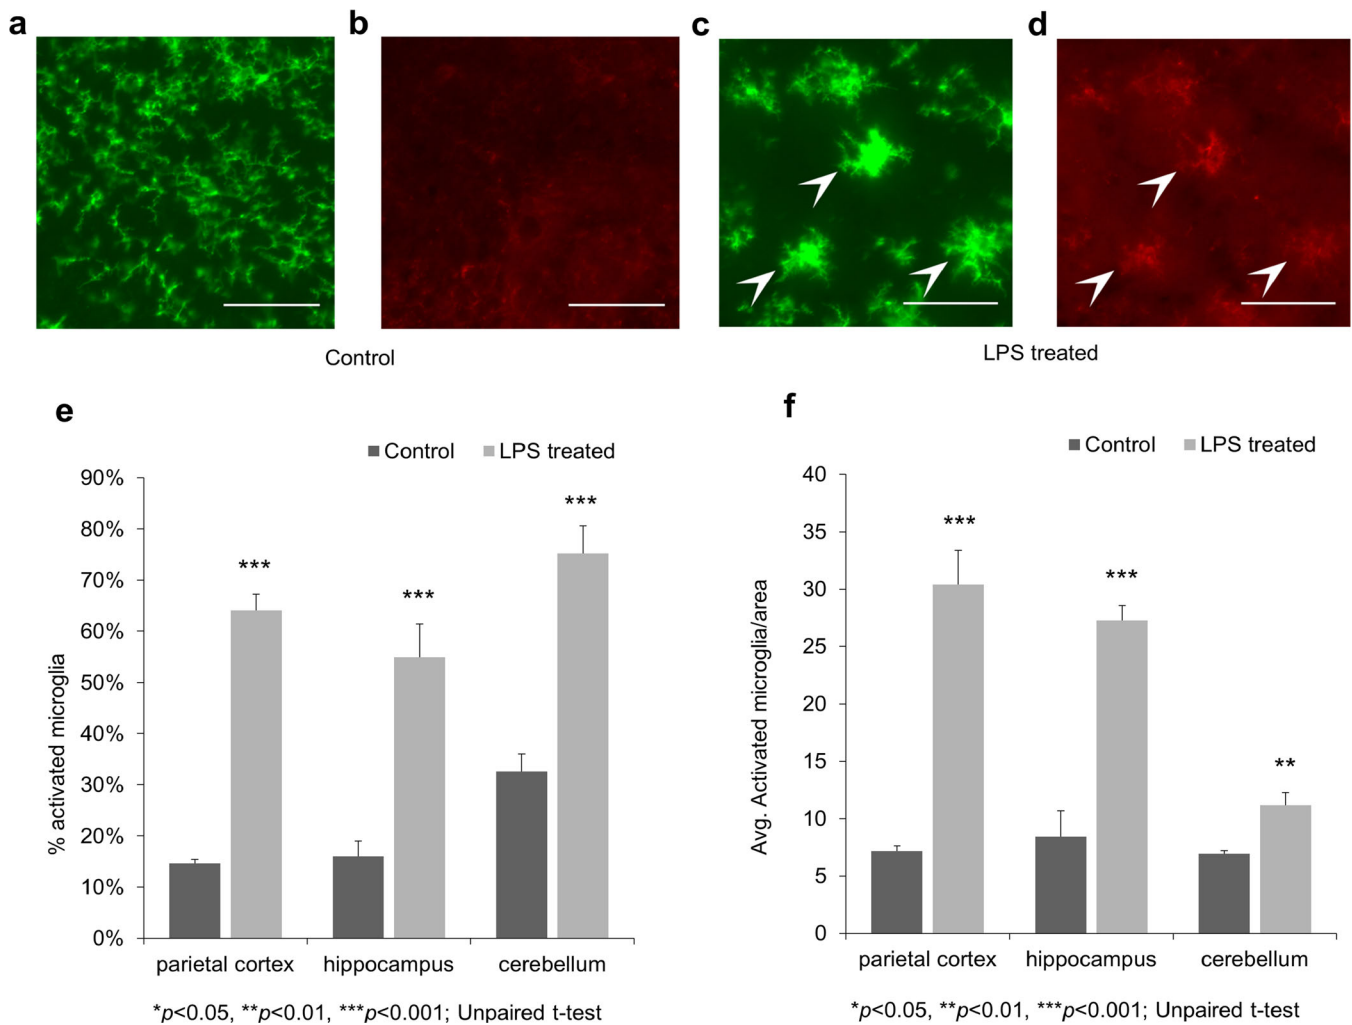 a b c d
Control LPS treated
e
Control LPS treated
90%
80%
70%
60%
50%
40%
30%
20%
10%
0%
% activated microglia
***
***
***
parietal cortex hippocampus cerebellum
*p<0.05, **p<0.01, ***p<0.001; Unpaired t-test
f
Control LPS treated
40
35
30
25
20
15
10
5
0
Avg. Activated microglia/area
***
***
**
parietal cortex hippocampus cerebellum
*p<0.05, **p<0.01, ***p<0.001; Unpaired t-test